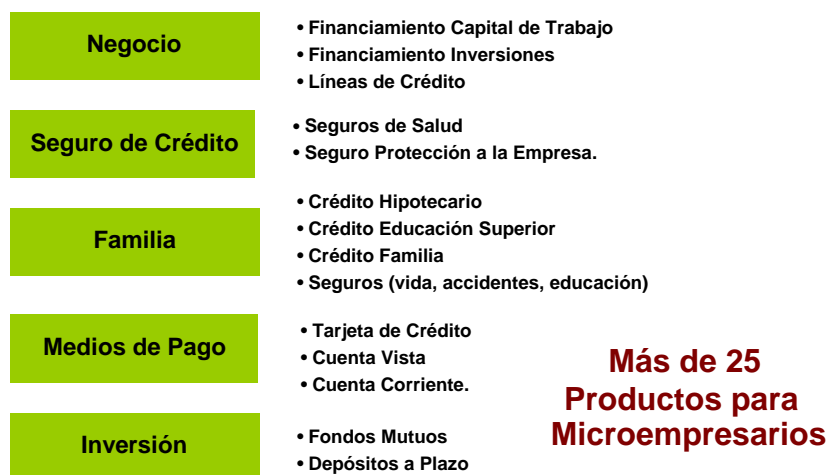 Negocio
• Financiamiento Capital de Trabajo
• Financiamiento Inversiones
• Líneas de Crédito
Seguro de Crédito
• Seguros de Salud
• Seguro Protección a la Empresa.
Familia
• Crédito Hipotecario
• Crédito Educación Superior
• Crédito Familia
• Seguros (vida, accidentes, educación)
Medios de Pago
• Tarjeta de Crédito
• Cuenta Vista
• Cuenta Corriente.
Inversión
• Fondos Mutuos
• Depósitos a Plazo
Más de 25
Productos para
Microempresarios